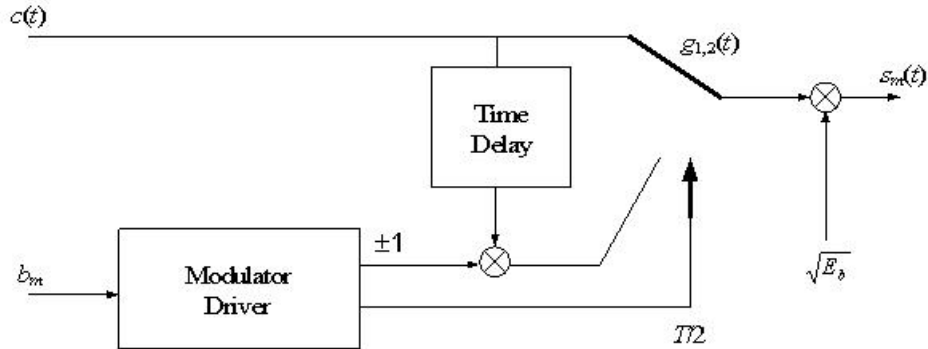 c(t)
g1,2(t)
sm(t)
Time
Delay
±1
bm
Modulator
Driver
√Eb
T/2